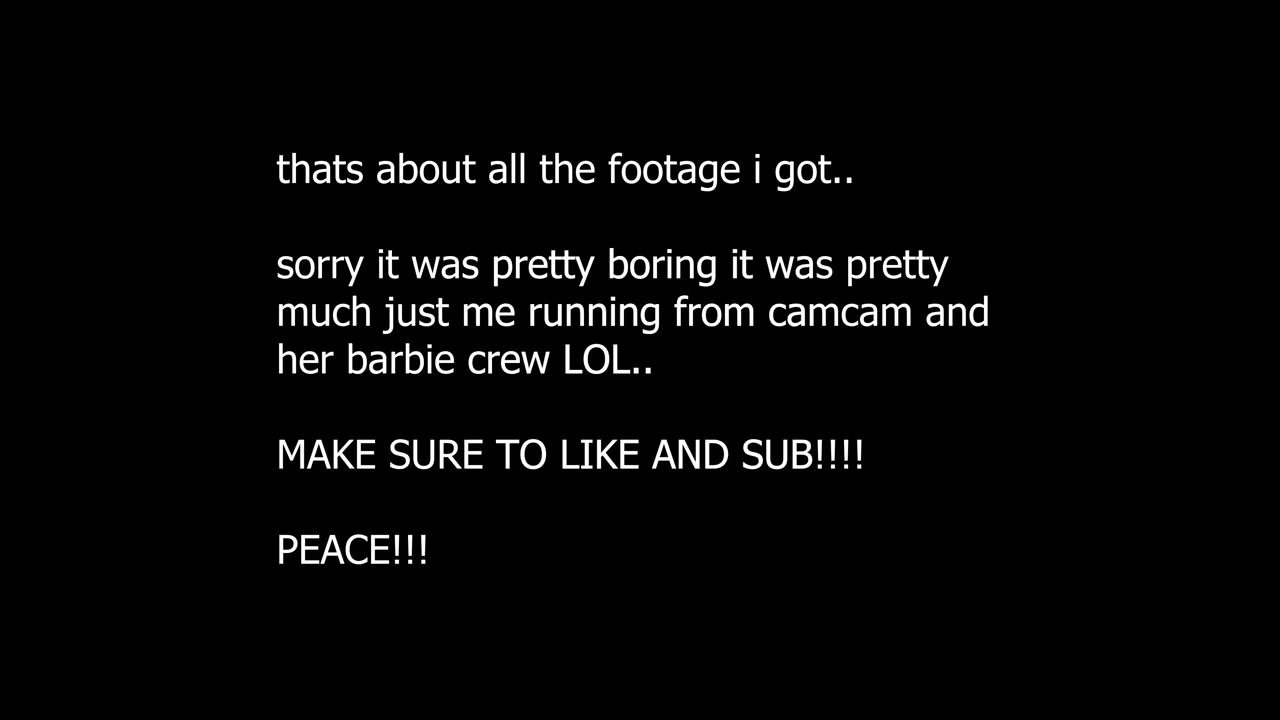 thats about all the footage i got..
sorry it was pretty boring it was pretty
much just me running from camcam and
her barbie crew LOL..
MAKE SURE TO LIKE AND SUB!!!!
PEACE!!!